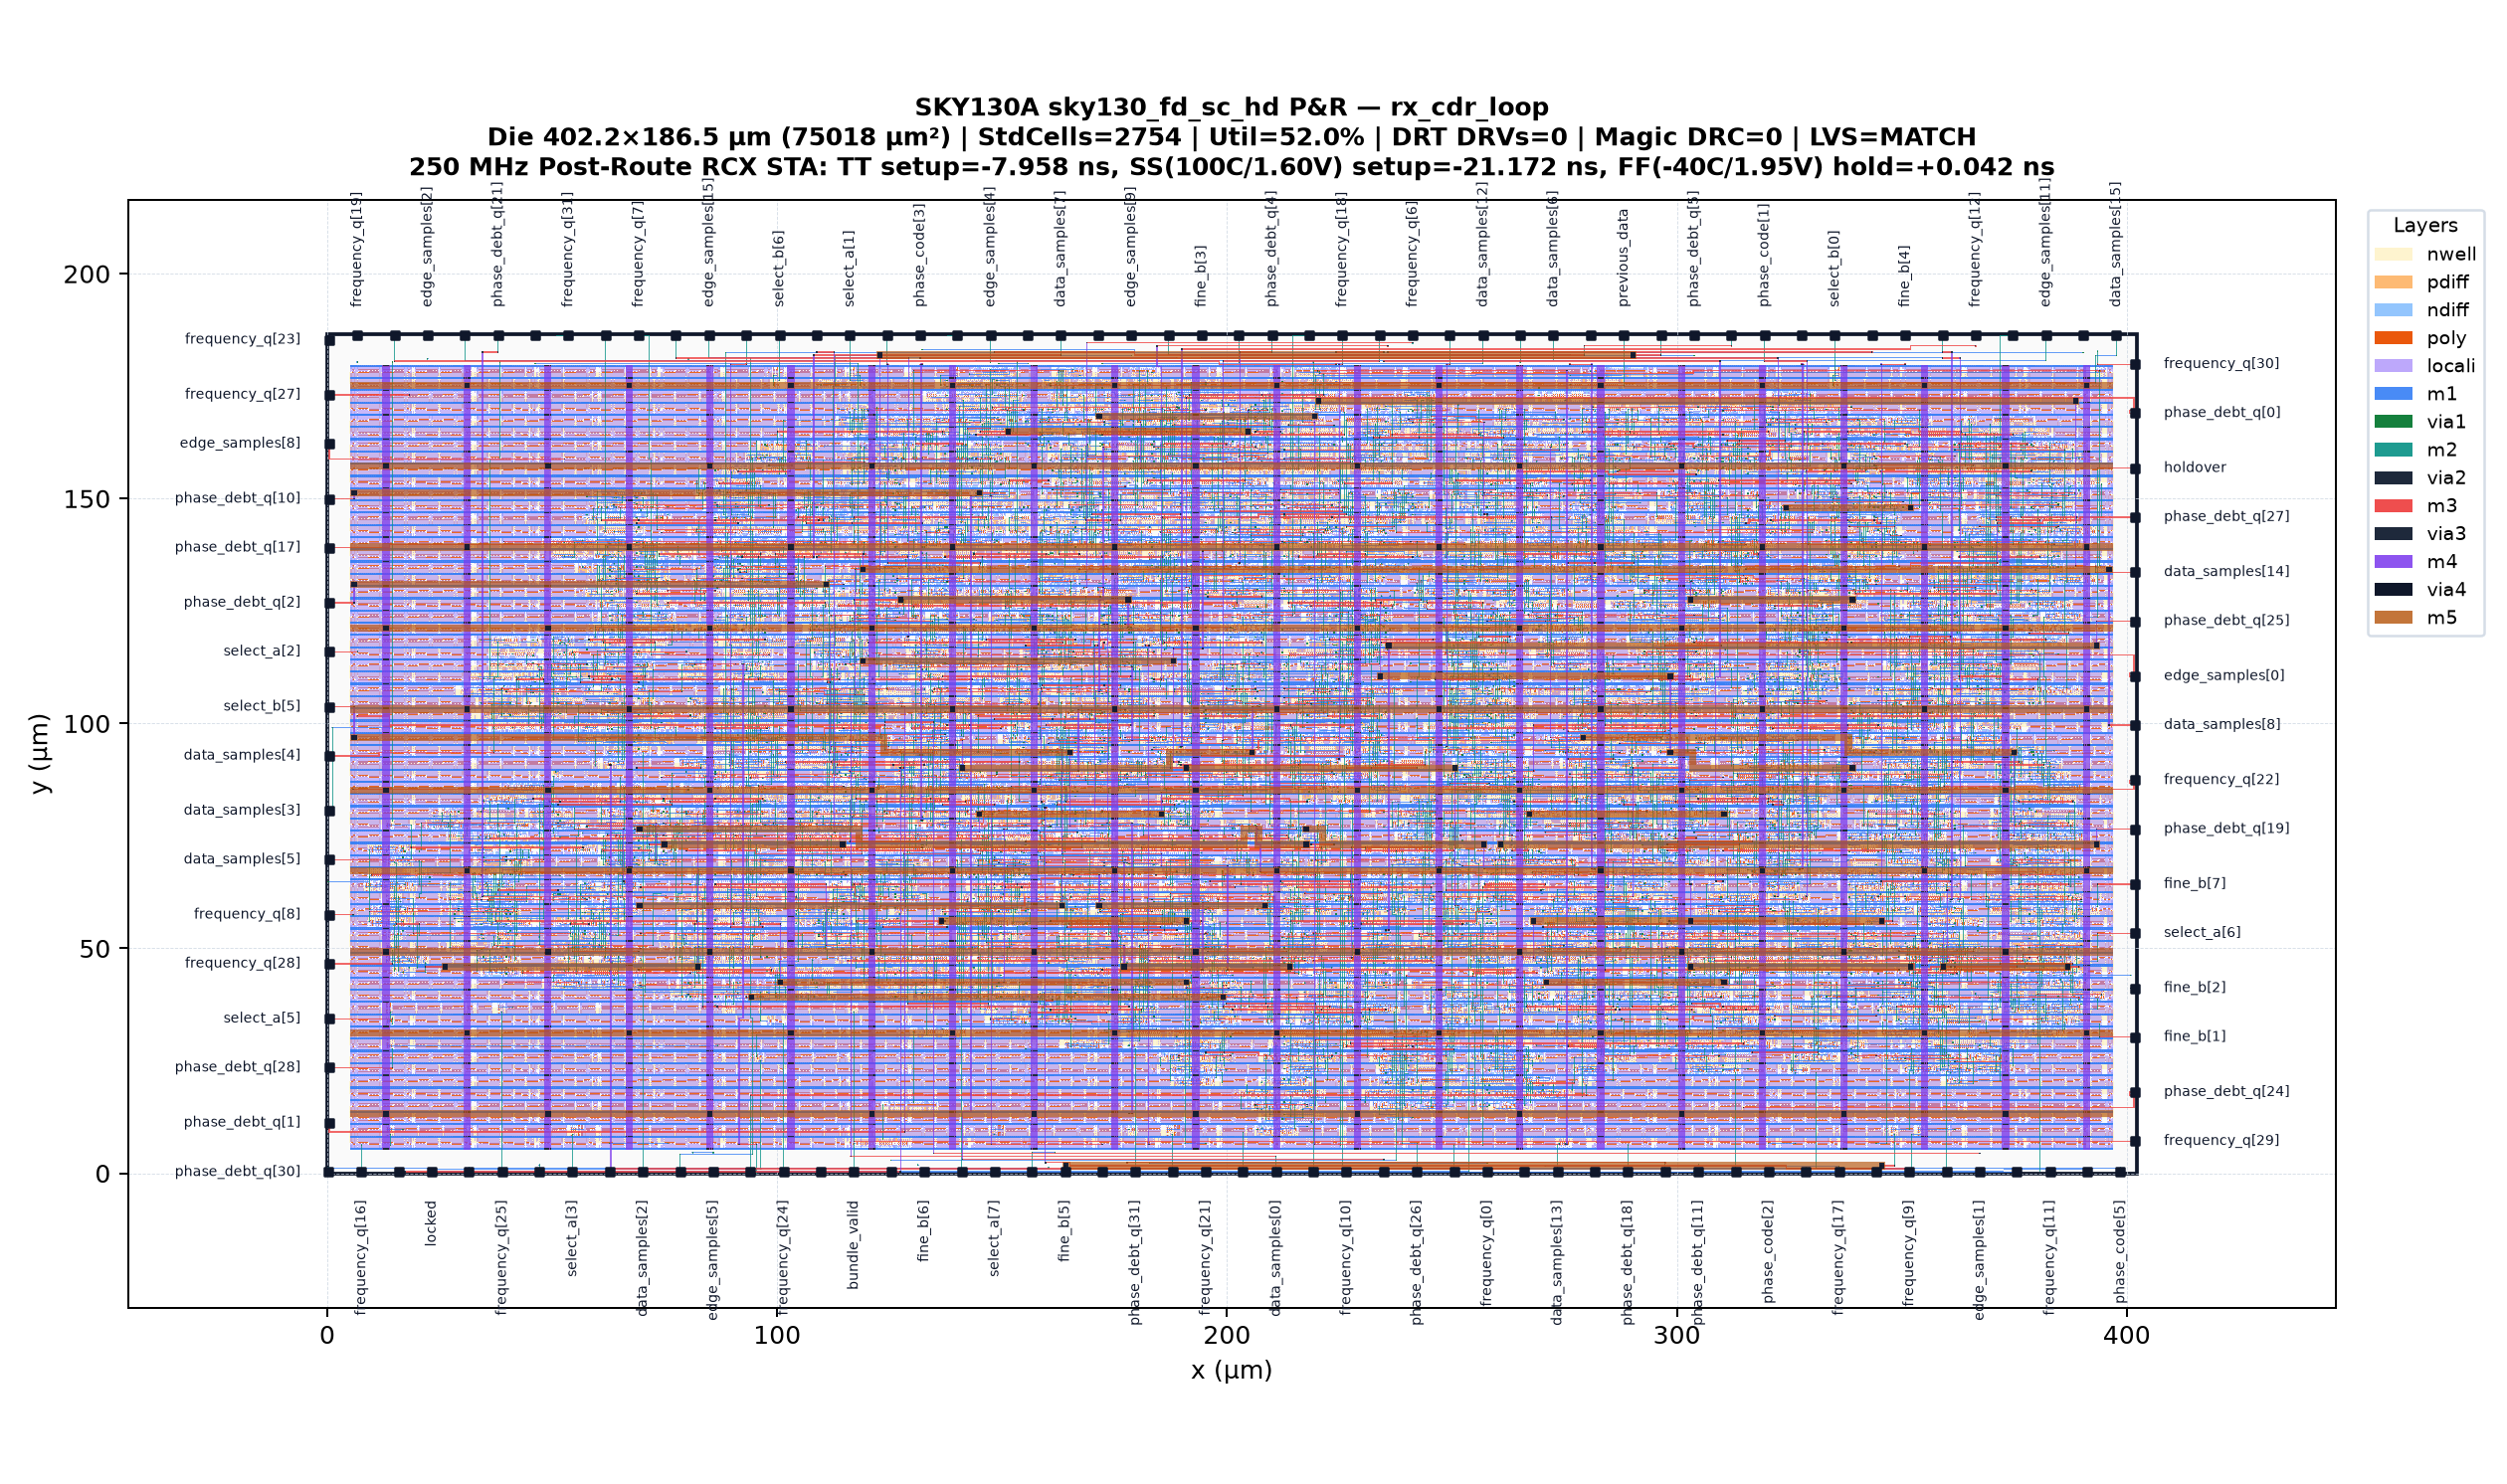 SKY130A sky130_fd_sc_hd P&R — rx_cdr_loop
Die 402.2×186.5 µm (75018 µm²) | StdCells=2754 | Util=52.0% | DRT DRVs=0 | Magic DRC=0 | LVS=MATCH
250 MHz Post-Route RCX STA: TT setup=-7.958 ns, SS(100C/1.60V) setup=-21.172 ns, FF(-40C/1.95V) hold=+0.042 ns
frequency_q[19]
edge_samples[2]
phase_debt_q[21]
frequency_q[31]
frequency_q[7]
edge_samples[15]
select_b[6]
select_a[1]
phase_code[3]
edge_samples[4]
data_samples[7]
edge_samples[9]
fine_b[3]
phase_debt_q[4]
frequency_q[18]
frequency_q[6]
data_samples[12]
data_samples[6]
previous_data
phase_debt_q[5]
phase_code[1]
select_b[0]
fine_b[4]
frequency_q[12]
edge_samples[11]
data_samples[15]
Layers
nwell
pdiff
ndiff
poly
locali
m1
via1
m2
via2
m3
via3
m4
via4
m5
y (µm)
200
150
100
50
0
frequency_q[23]
frequency_q[27]
edge_samples[8]
phase_debt_q[10]
phase_debt_q[17]
phase_debt_q[2]
select_a[2]
select_b[5]
data_samples[4]
data_samples[3]
data_samples[5]
frequency_q[8]
frequency_q[28]
select_a[5]
phase_debt_q[28]
phase_debt_q[1]
phase_debt_q[30]
frequency_q[30]
phase_debt_q[0]
holdover
phase_debt_q[27]
data_samples[14]
phase_debt_q[25]
edge_samples[0]
data_samples[8]
frequency_q[22]
phase_debt_q[19]
fine_b[7]
select_a[6]
fine_b[2]
fine_b[1]
phase_debt_q[24]
frequency_q[29]
frequency_q[16]
locked
frequency_q[25]
select_a[3]
data_samples[2]
edge_samples[5]
frequency_q[24]
bundle_valid
fine_b[6]
select_a[7]
fine_b[5]
phase_debt_q[31]
frequency_q[21]
data_samples[0]
frequency_q[10]
phase_debt_q[26]
frequency_q[0]
data_samples[13]
phase_debt_q[18]
phase_debt_q[11]
phase_code[2]
frequency_q[17]
frequency_q[9]
edge_samples[1]
frequency_q[11]
phase_code[5]
0
100
200
300
400
x (µm)